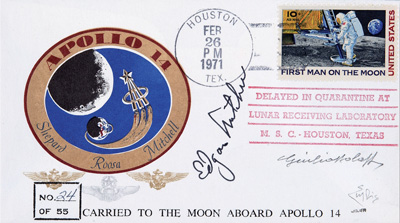 APOLLO 14
Shepard
Roosa
Mitchell
HOUSTON
FEB
26
PM
1971
TEX.
10¢
UNITED STATES
FIRST MAN ON THE MOON
DELAYED IN QUARANTINE AT
LUNAR RECEIVING LABORATORY
M. S. C. - HOUSTON, TEXAS
Edgar Mitchell
NO. 34
OF 55
CARRIED TO THE MOON ABOARD APOLLO 14